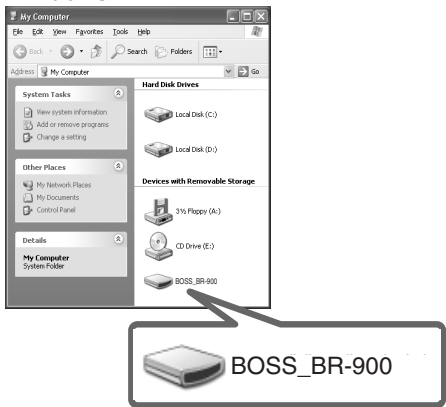 My Computer
File Edit View Favorites Tools Help
Back Search Folders
Address My Computer Go
System Tasks
View system information
Add or remove programs
Change a setting
Other Places
My Network Places
My Documents
Control Panel
Details
My Computer
System Folder
Hard Disk Drives
Local Disk (C:)
Local Disk (D:)
Devices with Removable Storage
3½ Floppy (A:)
CD Drive (E:)
BOSS_BR-900
BOSS_BR-900